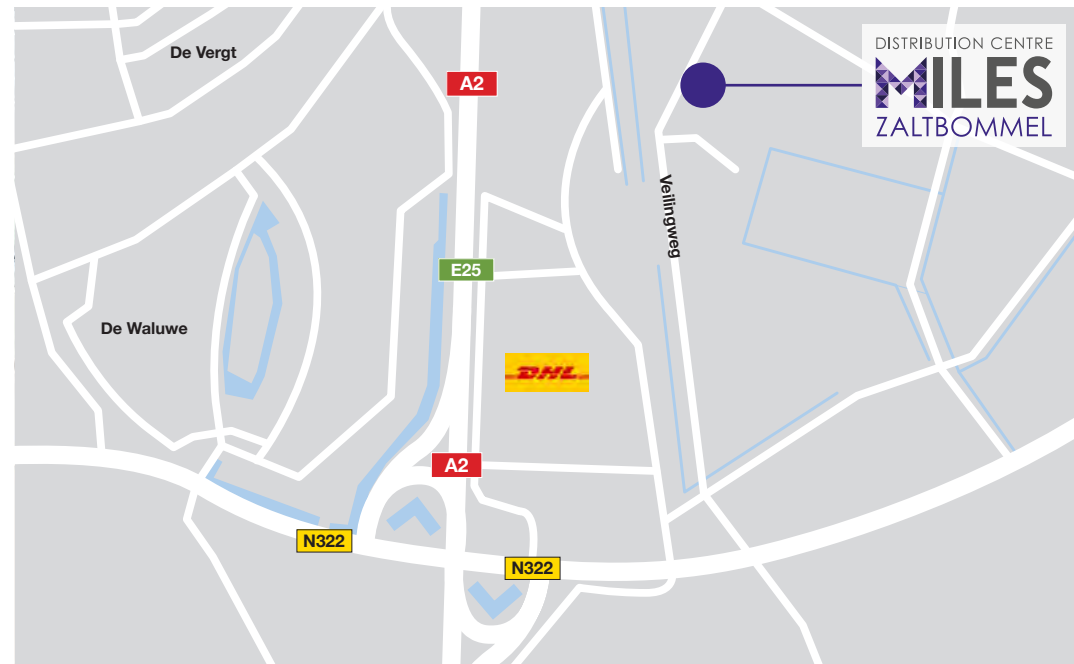 De Vergt
A2
DISTRIBUTION CENTRE
MILES
ZALTBOMMEL
Veilingweg
E25
De Waluwe
DHL
A2
N322
N322